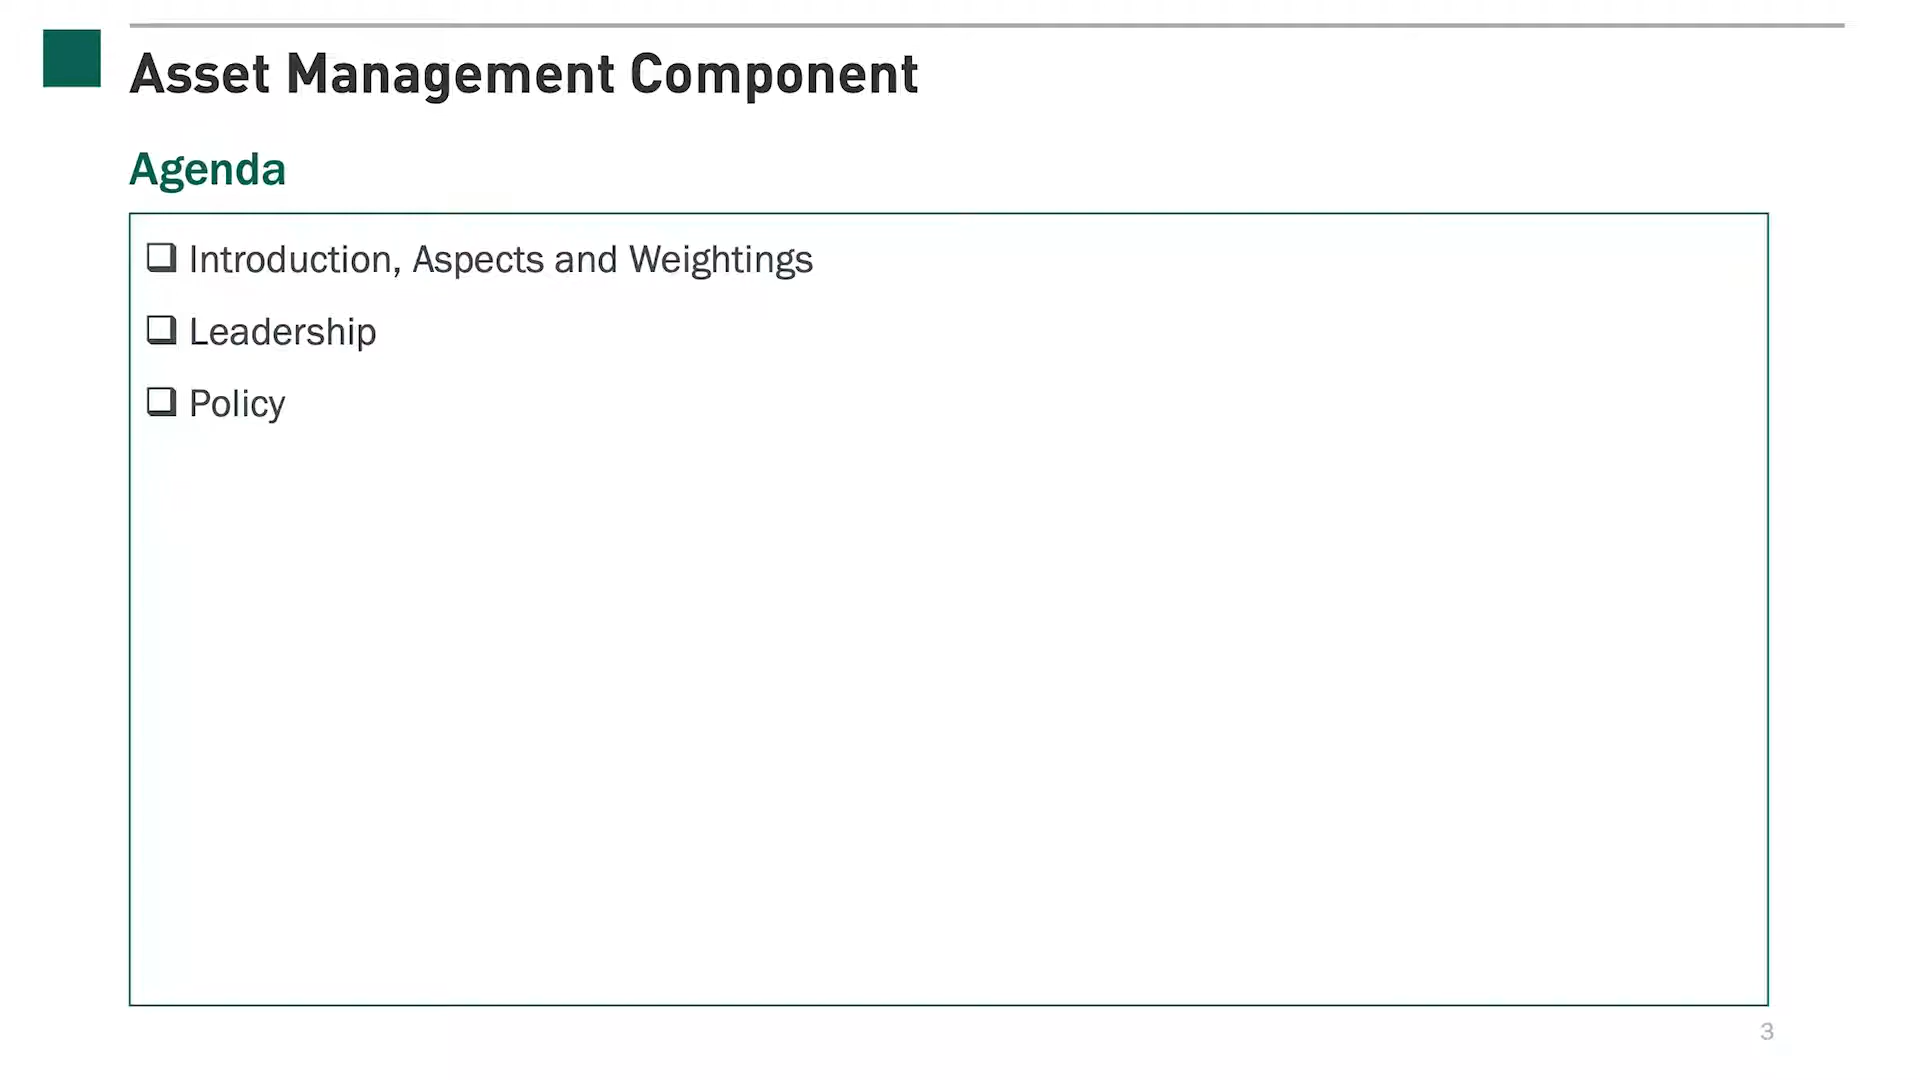 Asset Management Component
Agenda
❑ Introduction, Aspects and Weightings
❑ Leadership
❑ Policy
3